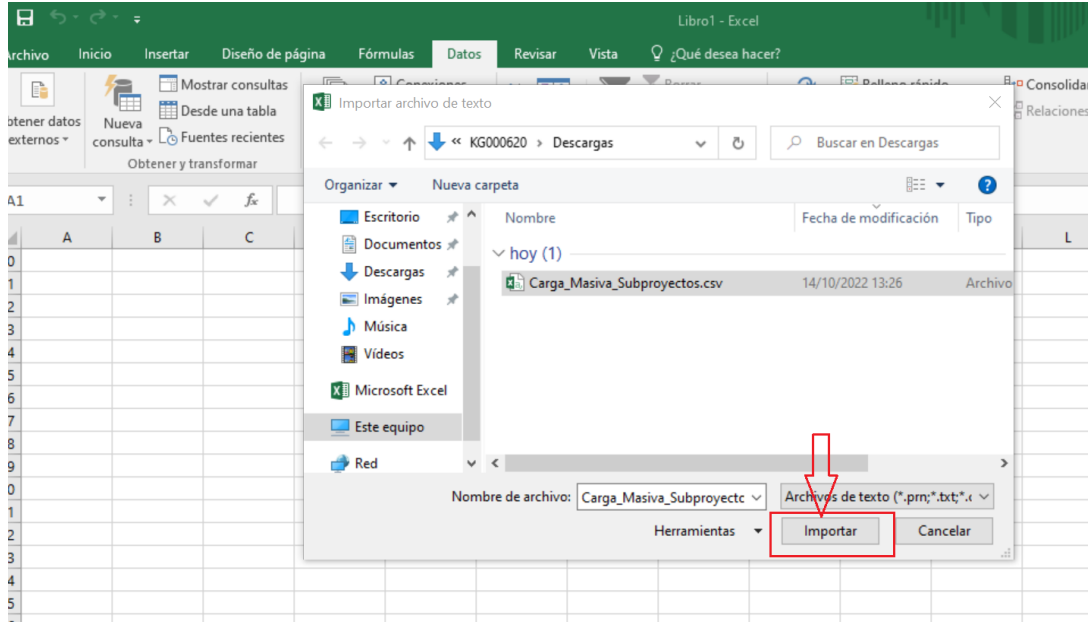 Libro1 - Excel
Archivo Inicio Insertar Diseño de página Fórmulas Datos Revisar Vista ¿Qué desea hacer?
Mostrar consultas
Desde una tabla
Fuentes recientes
Nueva
consulta
Obtener y transformar
datos
externos
Conexiones
Borrar
Relleno rápido
Relaciones
A1
fx
A B C L
Importar archivo de texto
« KG000620 > Descargas
Buscar en Descargas
Organizar Nueva carpeta
?
Escritorio
Documentos
Descargas
Imágenes
Música
Vídeos
Microsoft Excel
Este equipo
Red
Nombre Fecha de modificación Tipo
hoy (1)
Carga_Masiva_Subproyectos.csv 14/10/2022 13:26 Archivo
Nombre de archivo: Carga_Masiva_Subproyectc
Archivos de texto (*.prn;*.txt;*.c
Herramientas Importar Cancelar